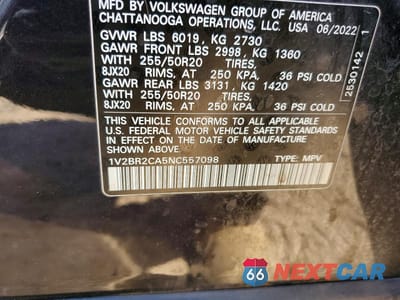 MFD BY VOLKSWAGEN GROUP OF AMERICA
CHATTANOOGA OPERATIONS, LLC. USA 06/2022
GVWR LBS 6019, KG 2730
GAWR FRONT LBS 2998, KG 1360
WITH 255/50R20 TIRES,
8JX20 RIMS, AT 250 KPA. 36 PSI COLD
GAWR REAR LBS 3131, KG 1420
WITH 255/50R20 TIRES,
8JX20 RIMS, AT 250 KPA. 36 PSI COLD
THIS VEHICLE CONFORMS TO ALL APPLICABLE
U.S. FEDERAL MOTOR VEHICLE SAFETY STANDARDS
IN EFFECT ON THE DATE OF MANUFACTURE
SHOWN ABOVE.
1V2BR2CA5NC557098 TYPE: MPV
2530142 1
66 NEXTCAR